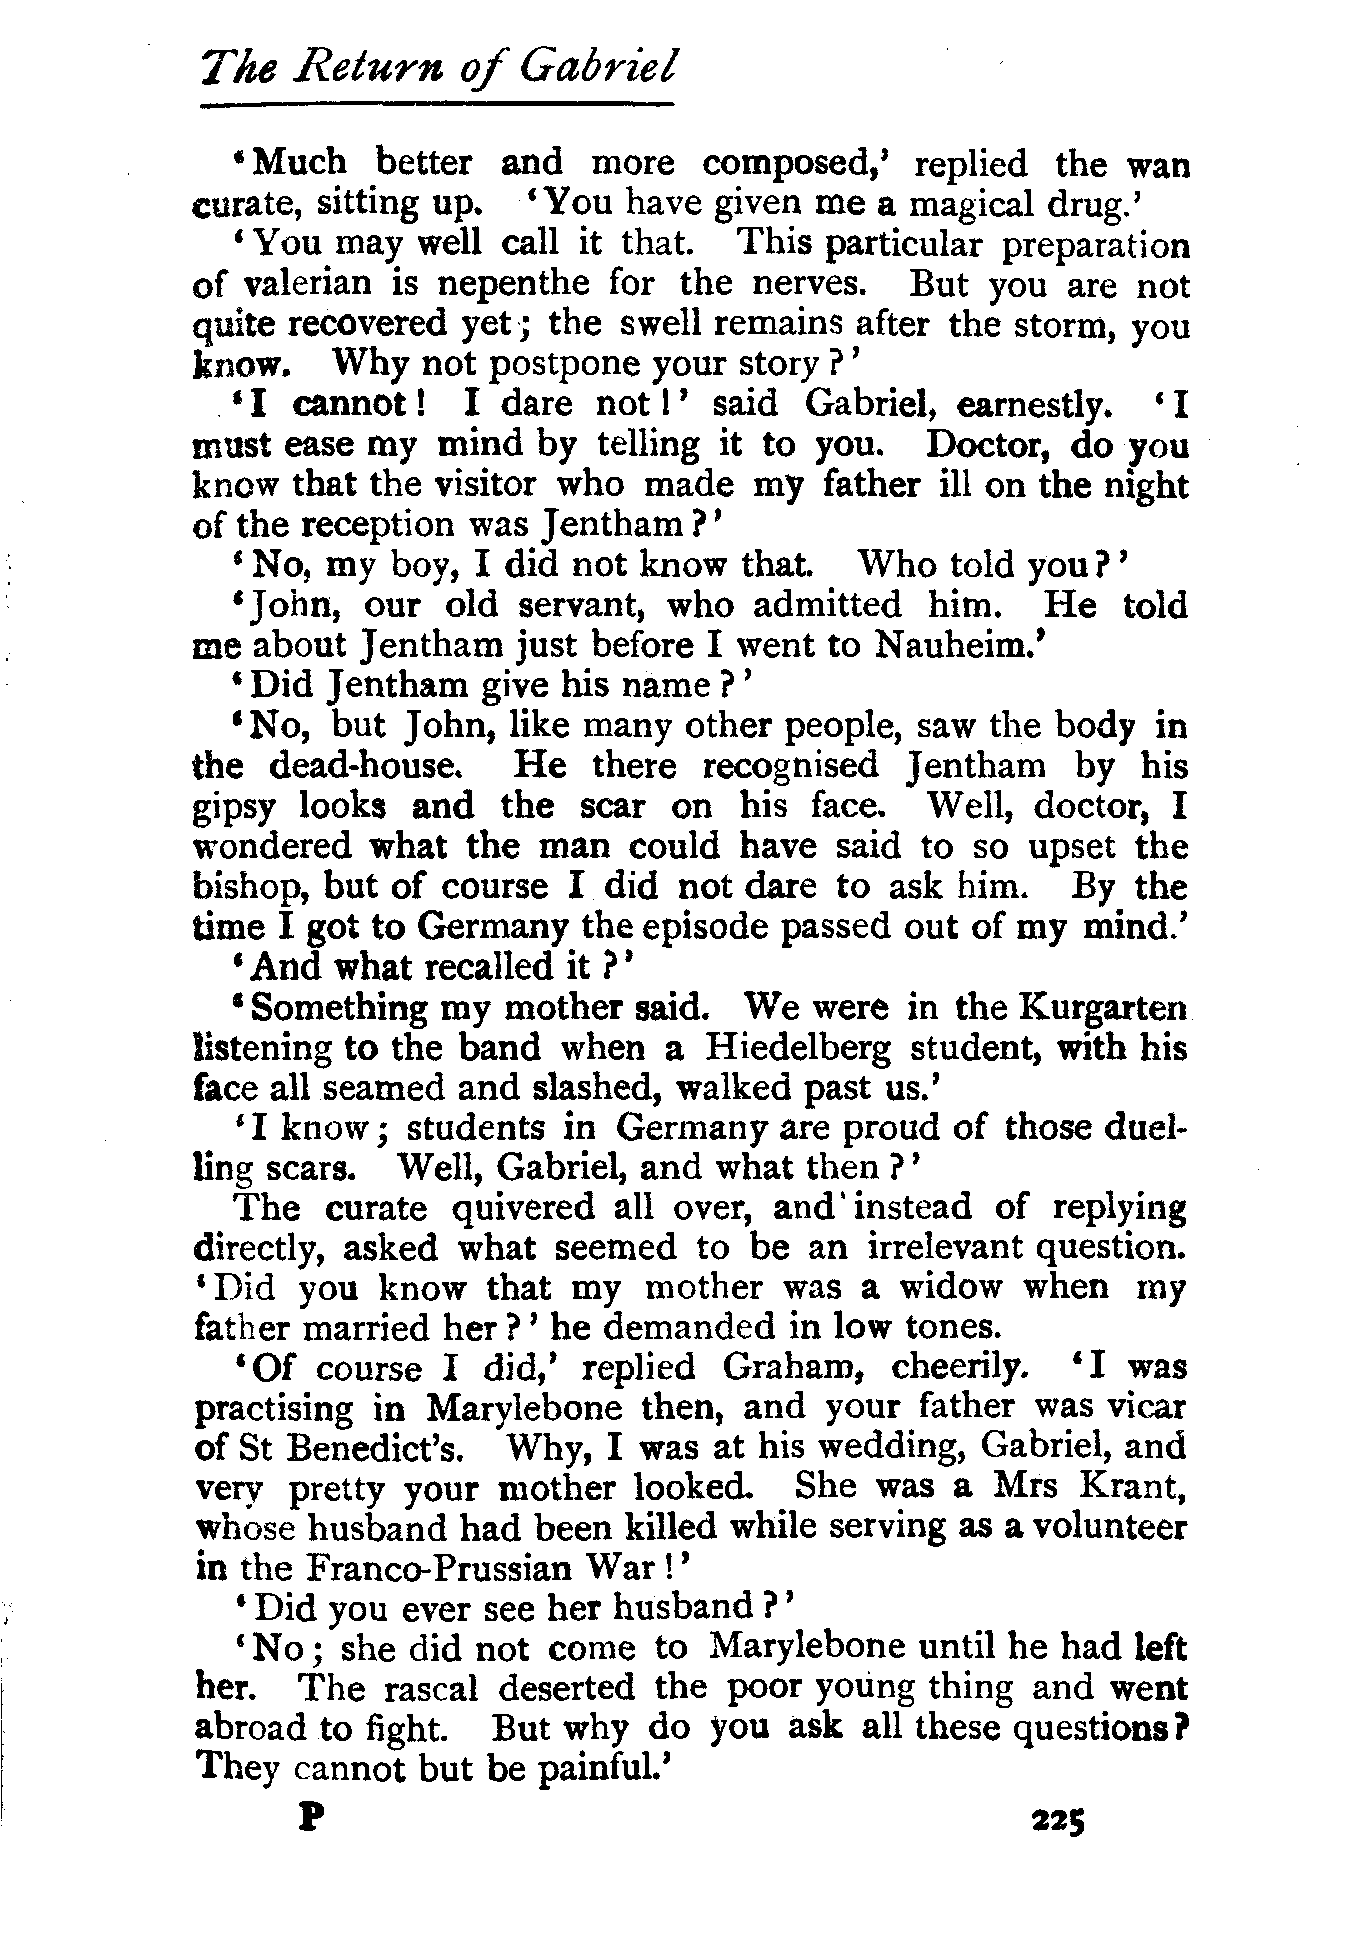 The Return of Gabriel
‘Much better and more composed,’ replied the wan
curate, sitting up. ‘You have given me a magical drug.’
‘You may well call it that. This particular preparation
of valerian is nepenthe for the nerves. But you are not
quite recovered yet; the swell remains after the storm, you
know. Why not postpone your story?’
‘I cannot! I dare not!’ said Gabriel, earnestly. ‘I
must ease my mind by telling it to you. Doctor, do you
know that the visitor who made my father ill on the night
of the reception was Jentham?’
‘No, my boy, I did not know that. Who told you?’
‘John, our old servant, who admitted him. He told
me about Jentham just before I went to Nauheim.’
‘Did Jentham give his name?’
‘No, but John, like many other people, saw the body in
the dead-house. He there recognised Jentham by his
gipsy looks and the scar on his face. Well, doctor, I
wondered what the man could have said to so upset the
bishop, but of course I did not dare to ask him. By the
time I got to Germany the episode passed out of my mind.’
‘And what recalled it?’
‘Something my mother said. We were in the Kurgarten
listening to the band when a Hiedelberg student, with his
face all seamed and slashed, walked past us.’
‘I know; students in Germany are proud of those duel-
ling scars. Well, Gabriel, and what then?’
The curate quivered all over, and instead of replying
directly, asked what seemed to be an irrelevant question.
‘Did you know that my mother was a widow when my
father married her?’ he demanded in low tones.
‘Of course I did,’ replied Graham, cheerily. ‘I was
practising in Marylebone then, and your father was vicar
of St Benedict’s. Why, I was at his wedding, Gabriel, and
very pretty your mother looked. She was a Mrs Krant,
whose husband had been killed while serving as a volunteer
in the Franco-Prussian War!’
‘Did you ever see her husband?’
‘No; she did not come to Marylebone until he had left
her. The rascal deserted the poor young thing and went
abroad to fight. But why do you ask all these questions?
They cannot but be painful.’
P 225